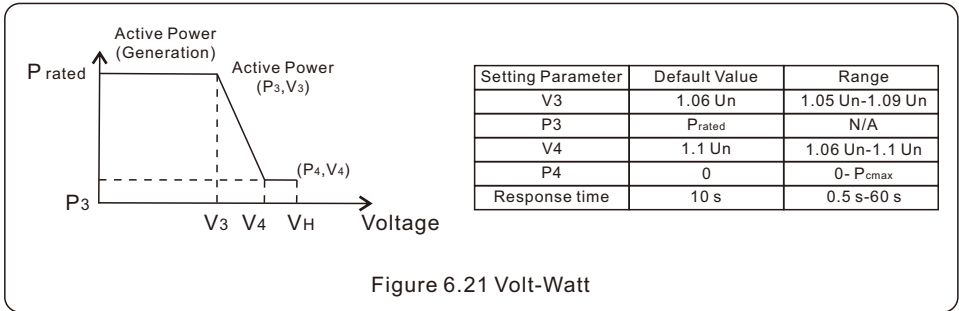 Active Power
(Generation)
P rated
Active Power
(P3,V3)
(P4,V4)
P3
V3 V4 VH Voltage
Setting Parameter Default Value Range
V3 1.06 Un 1.05 Un-1.09 Un
P3 Prated N/A
V4 1.1 Un 1.06 Un-1.1 Un
P4 0 0- Pcmax
Response time 10 s 0.5 s-60 s
Figure 6.21 Volt-Watt